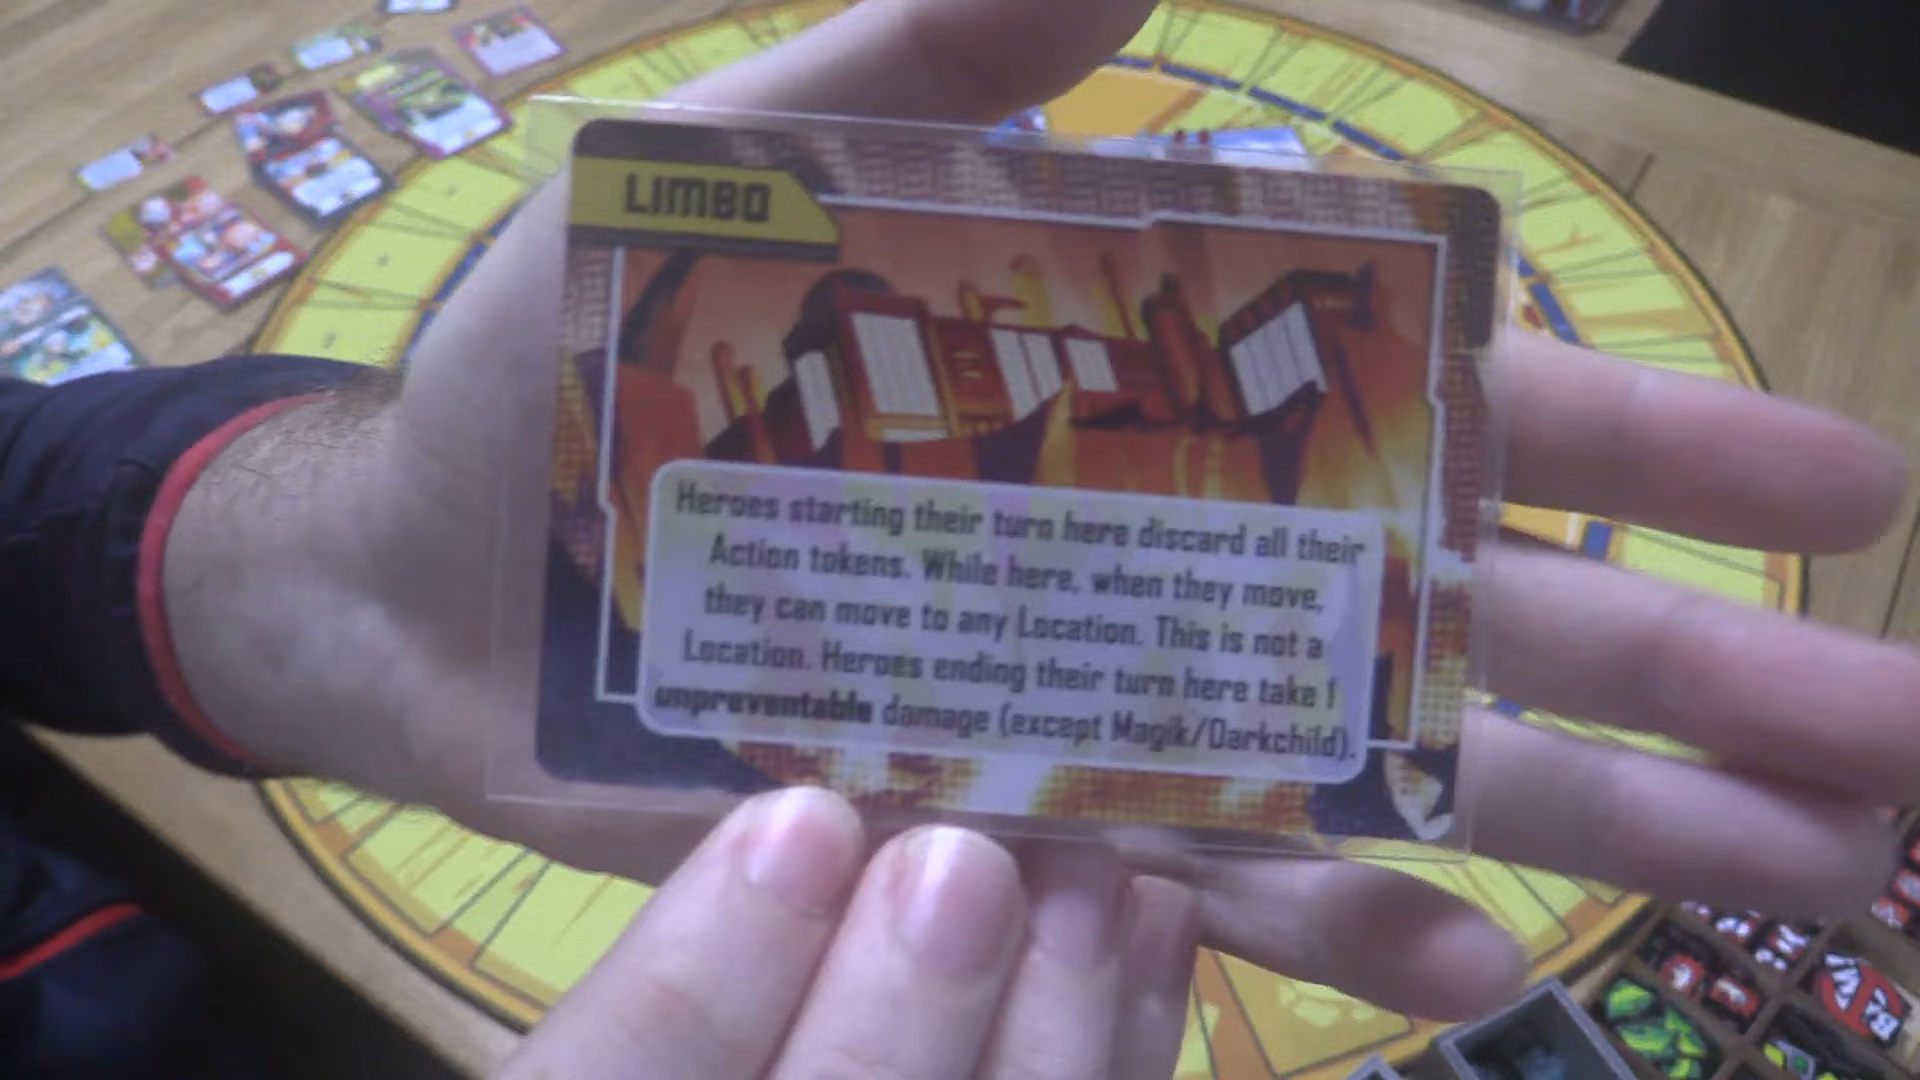 LIMBO
Heroes starting their turn here discard all their
Action tokens. While here, when they move,
they can move to any Location. This is not a
Location. Heroes ending their turn here take 1
unpreventable damage (except Magik/Darkchild).